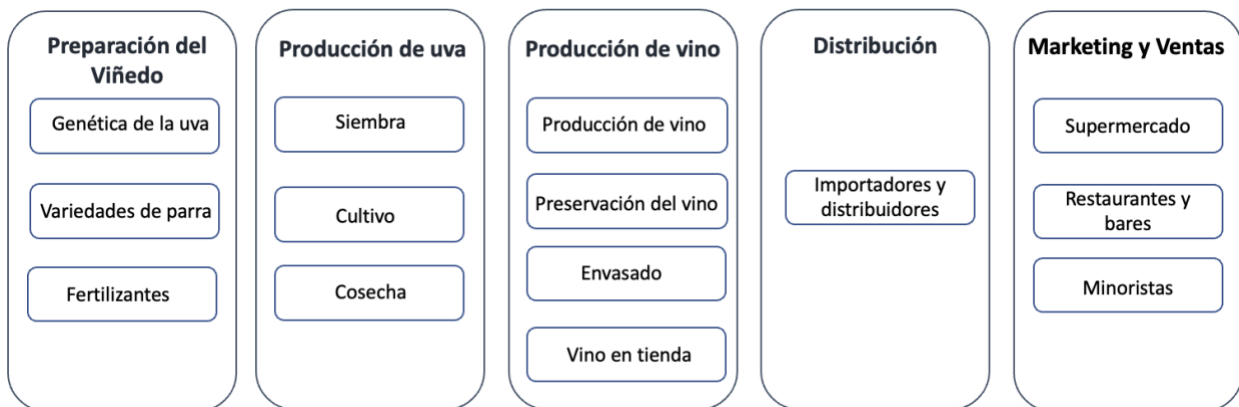 Preparación del
Viñedo
Genética de la uva
Variedades de parra
Fertilizantes
Producción de uva
Siembra
Cultivo
Cosecha
Producción de vino
Producción de vino
Preservación del vino
Envasado
Vino en tienda
Distribución
Importadores y
distribuidores
Marketing y Ventas
Supermercado
Restaurantes y
bares
Minoristas